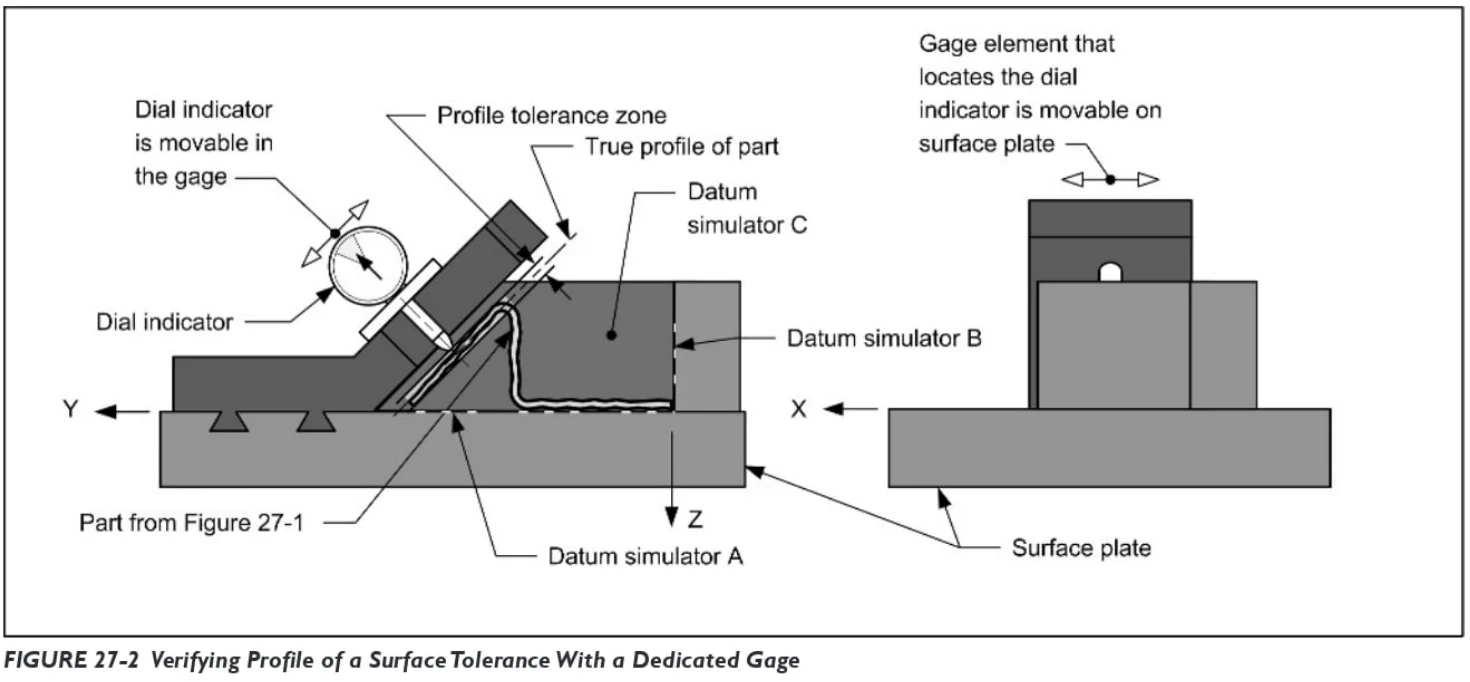 Dial indicator
is movable in
the gage
Profile tolerance zone
True profile of part
Datum
simulator C
Gage element that
locates the dial
indicator is movable on
surface plate
Dial indicator
Datum simulator B
Y
X
Part from Figure 27-1
Z
Datum simulator A
Surface plate
FIGURE 27-2 Verifying Profile of a Surface Tolerance With a Dedicated Gage